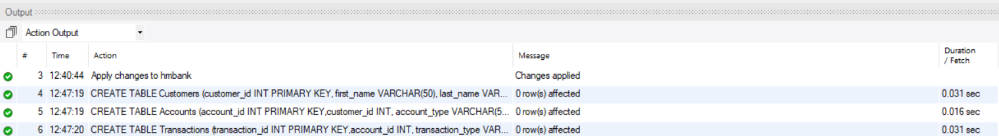 Output
Action Output
# Time Action Message Duration / Fetch
3 12:40:44 Apply changes to hmbank Changes applied
4 12:47:19 CREATE TABLE Customers (customer_id INT PRIMARY KEY, first_name VARCHAR(50), last_name VAR... 0 row(s) affected 0.031 sec
5 12:47:19 CREATE TABLE Accounts (account_id INT PRIMARY KEY,customer_id INT, account_type VARCHAR(5... 0 row(s) affected 0.016 sec
6 12:47:20 CREATE TABLE Transactions (transaction_id INT PRIMARY KEY,account_id INT, transaction_type VAR... 0 row(s) affected 0.031 sec